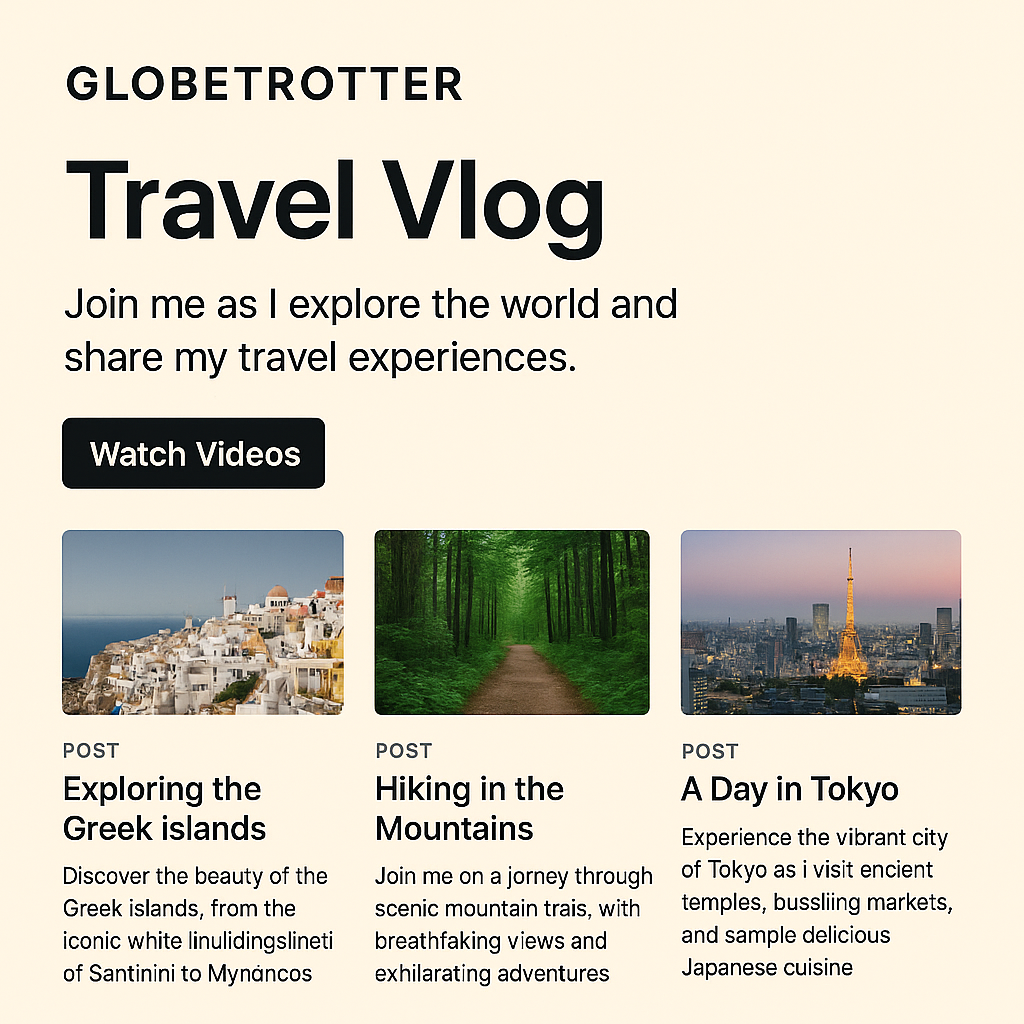 GLOBETROTTER
Travel Vlog
Join me as I explore the world and
share my travel experiences.
Watch Videos
POST
Exploring the
Greek islands
Discover the beauty of the
Greek islands, from the
iconic white linulidingslineti
of Santinini to Mynáncos
POST
Hiking in the
Mountains
Join me on a jorney through
scenic mountain trais, with
breathfaking views and
exhilarating adventures
POST
A Day in Tokyo
Experience the vibrant city
of Tokyo as i visit encient
temples, bussliing markets,
and sample delicious
Japanese cuisine